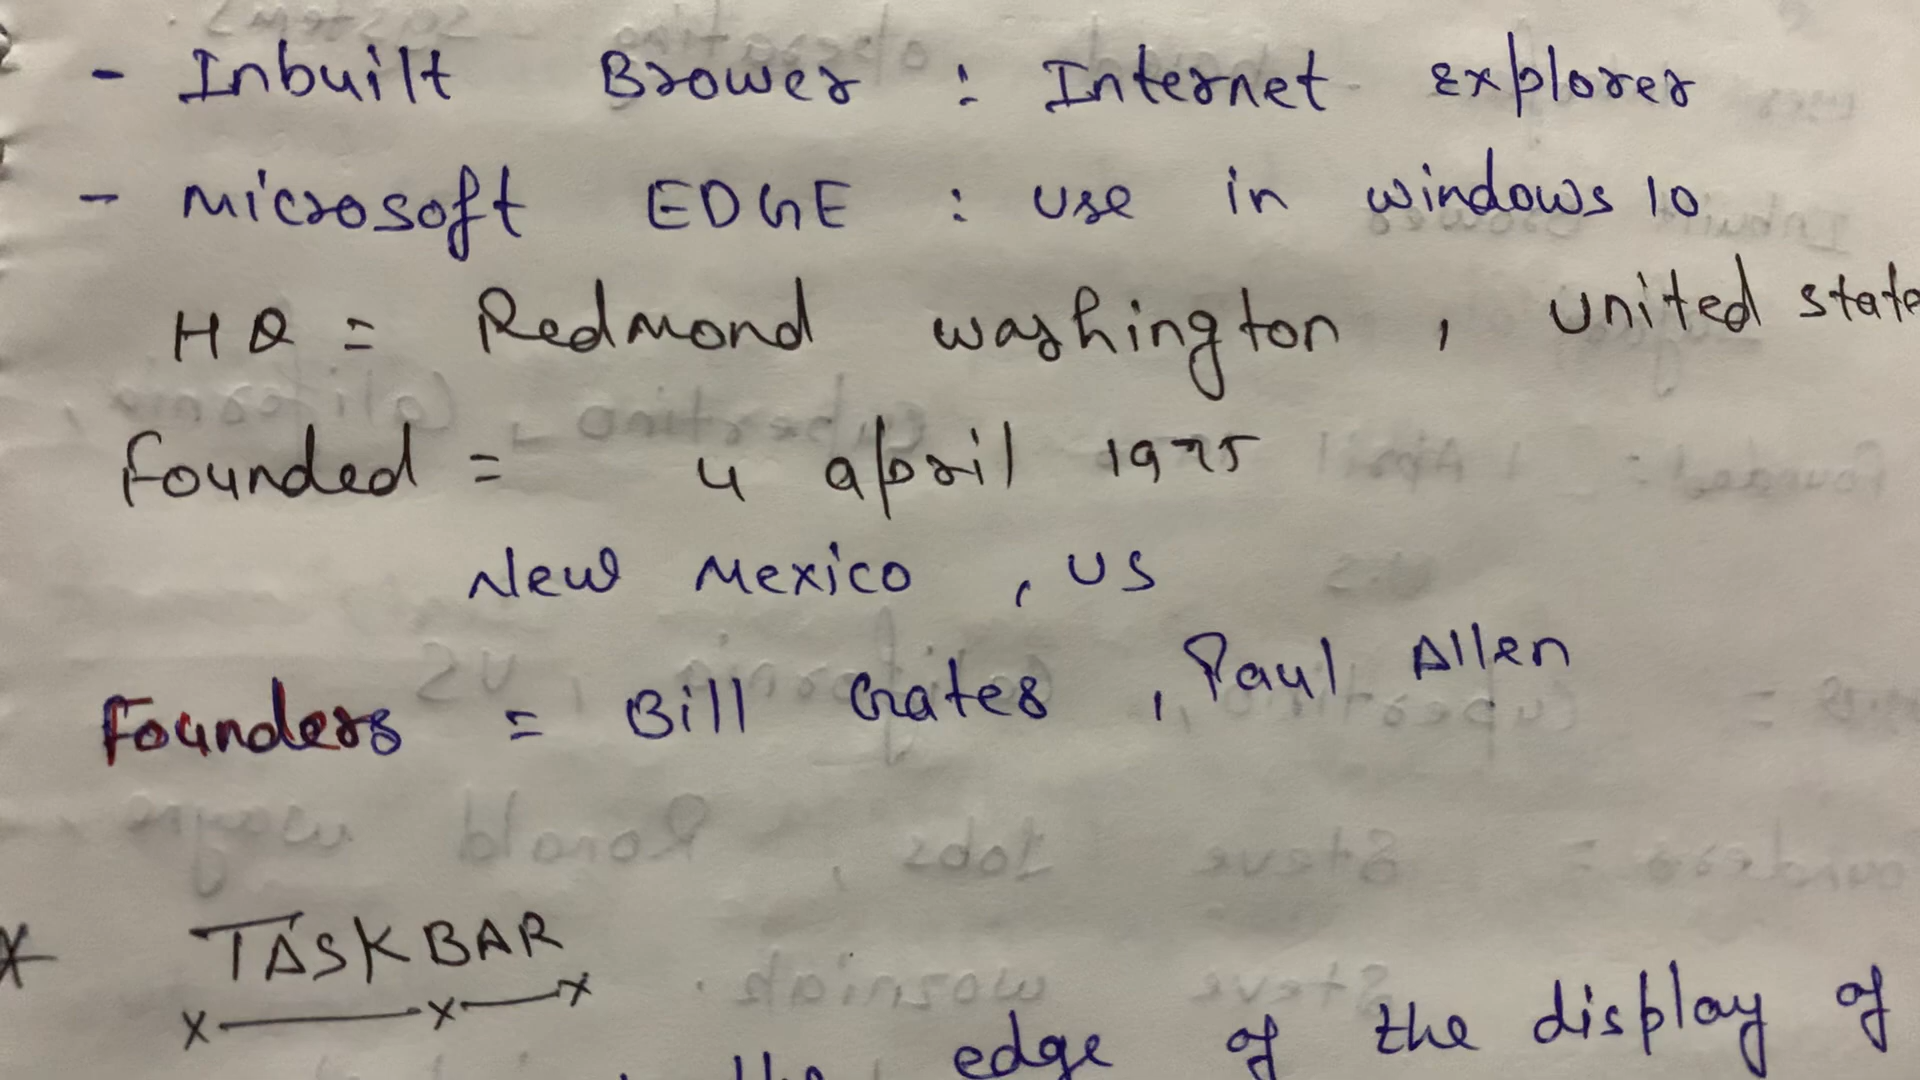 - Inbuilt Brower : Internet explorer
- Microsoft EDGE : use in windows 10
HQ = Redmond washington , united state
Founded = 4 april 1975
New Mexico , US
Founders = Bill Gates , Paul Allen
* TASKBAR
the edge of the display of